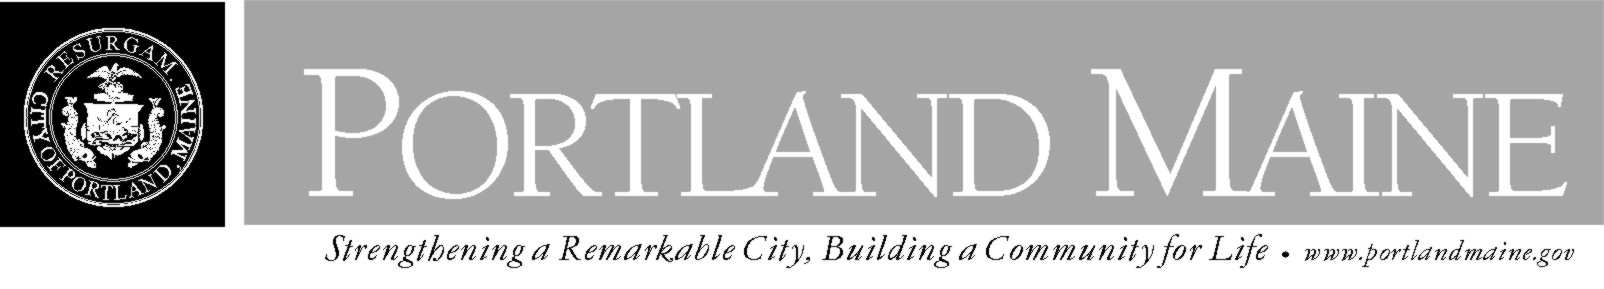 RESURGAM.
CITY OF PORTLAND, MAINE
PORTLAND MAINE
Strengthening a Remarkable City, Building a Community for Life • www.portlandmaine.gov